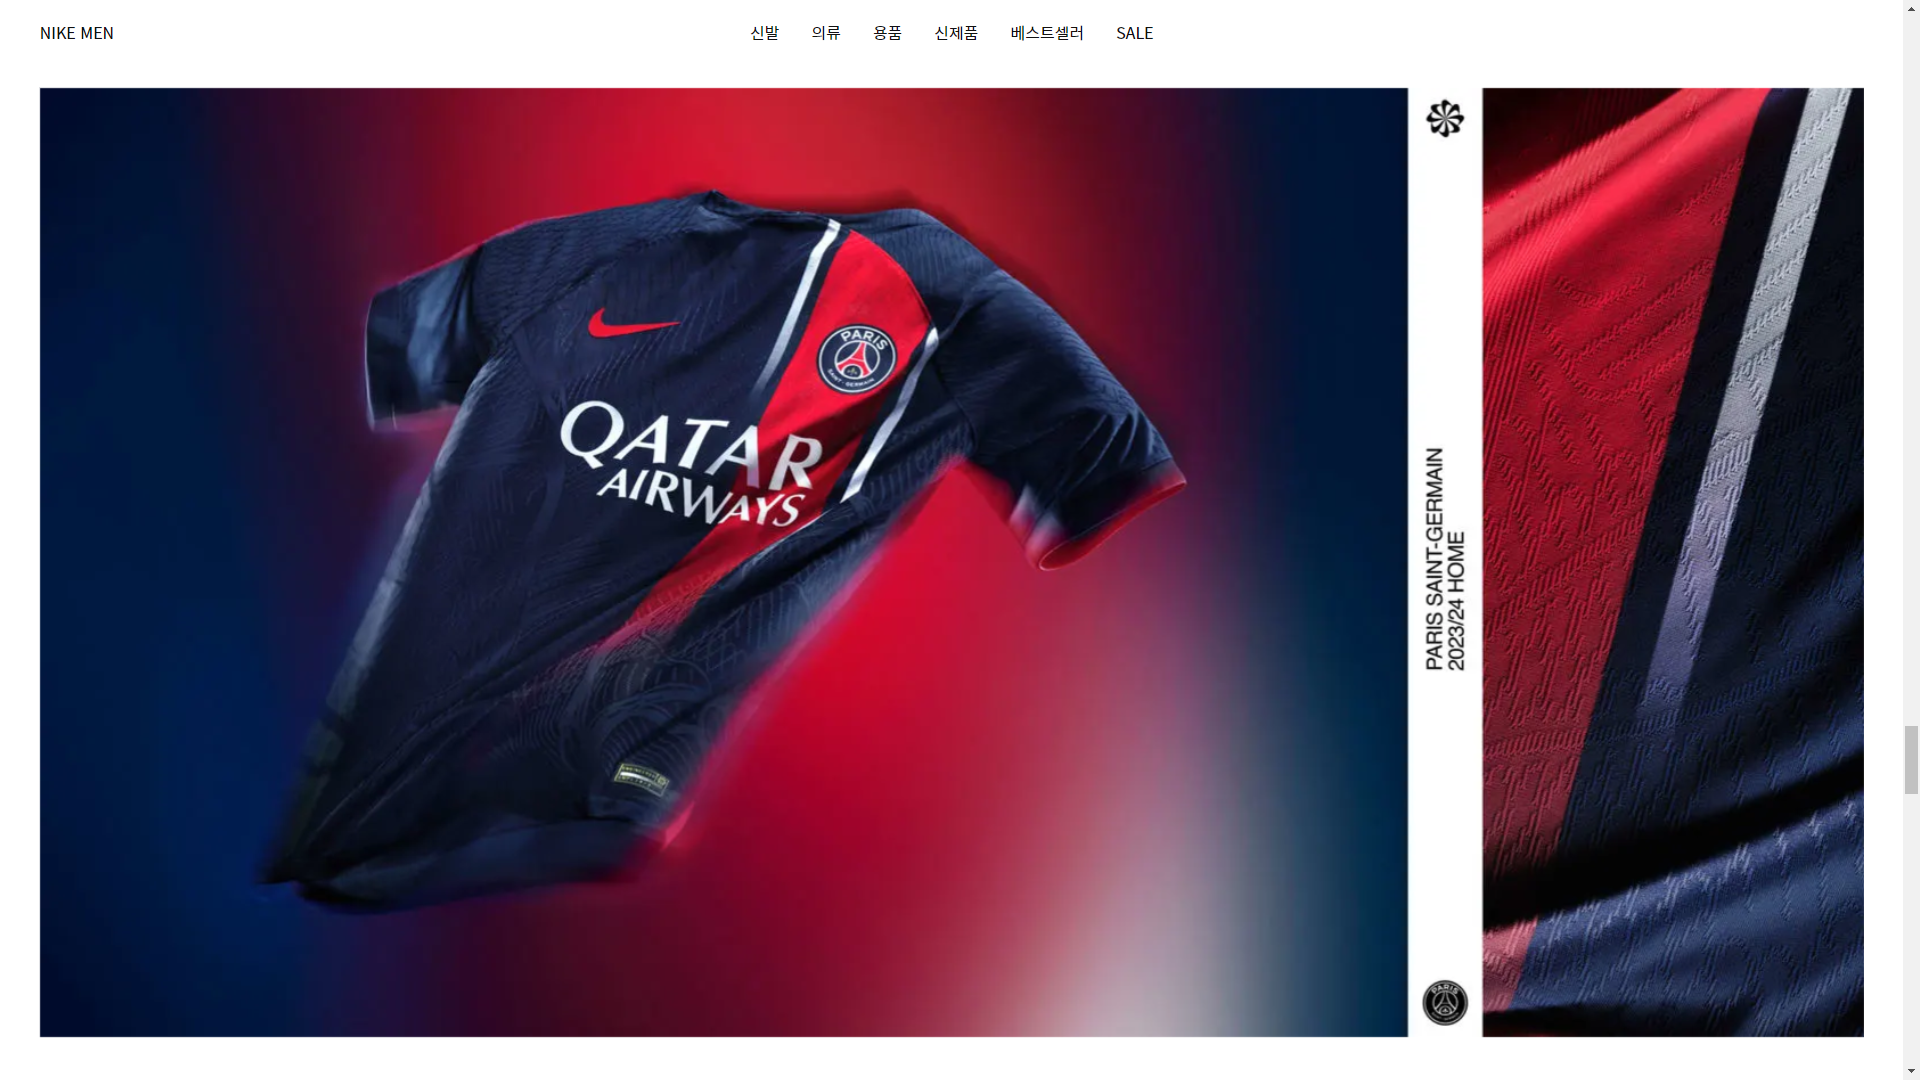 NIKE MEN
신발
의류
용품
신제품
베스트셀러
SALE
PARIS
SAINT-GERMAIN
QATAR
AIRWAYS
PARIS SAINT-GERMAIN
2023/24 HOME
PARIS